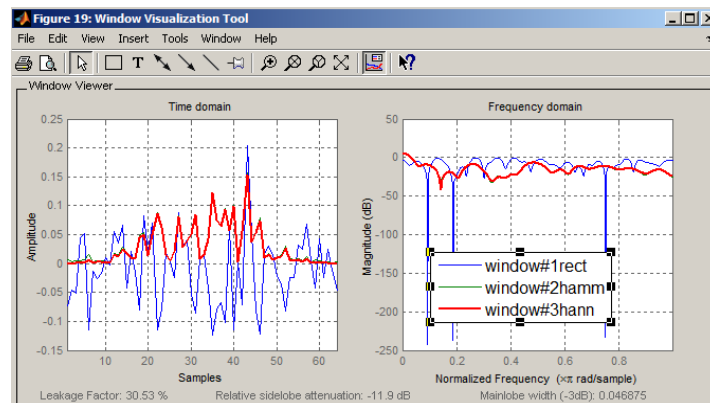 Figure 19: Window Visualization Tool
File Edit View Insert Tools Window Help
T
Window Viewer
Time domain
0.25
0.2
0.15
0.1
0.05
0
-0.05
-0.1
-0.15
Amplitude
10 20 30 40 50 60
Samples
Frequency domain
50
0
-50
-100
-150
-200
-250
Magnitude (dB)
window#1rect
window#2hamm
window#3hann
0 0.2 0.4 0.6 0.8
Normalized Frequency (×π rad/sample)
Leakage Factor: 30.53 % Relative sidelobe attenuation: -11.9 dB Mainlobe width (-3dB): 0.046875